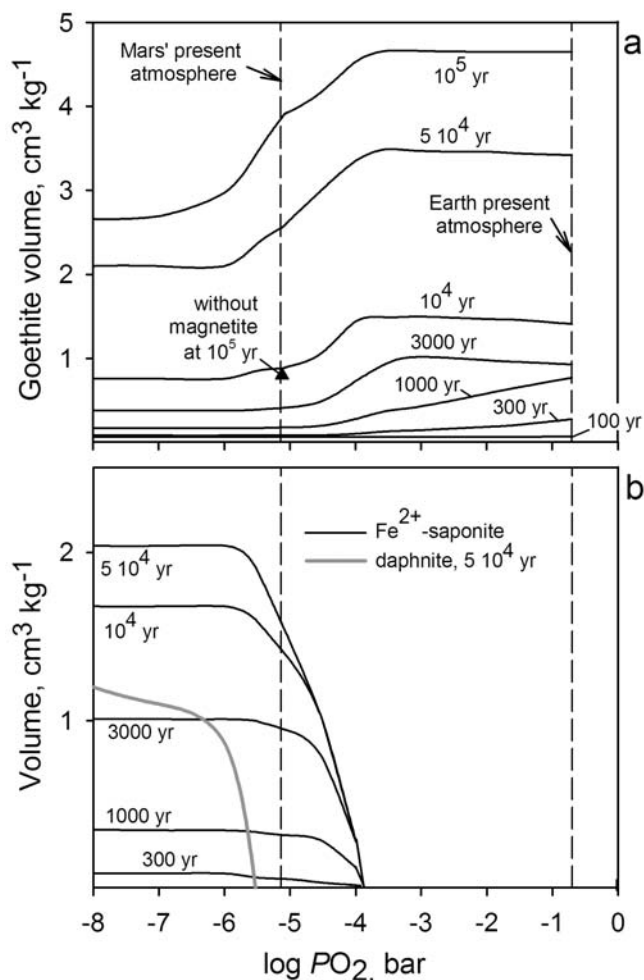 a
5
4
3
2
1
Goethite volume, cm³ kg⁻¹
Mars' present
atmosphere
10⁵ yr
5 10⁴ yr
Earth present
atmosphere
without
magnetite
at 10⁵ yr
10⁴ yr
3000 yr
1000 yr
300 yr
100 yr
b
2
1
Volume, cm³ kg⁻¹
Fe²⁺-saponite
daphnite, 5 10⁴ yr
5 10⁴ yr
10⁴ yr
3000 yr
1000 yr
300 yr
-8 -7 -6 -5 -4 -3 -2 -1 0
log PO₂, bar